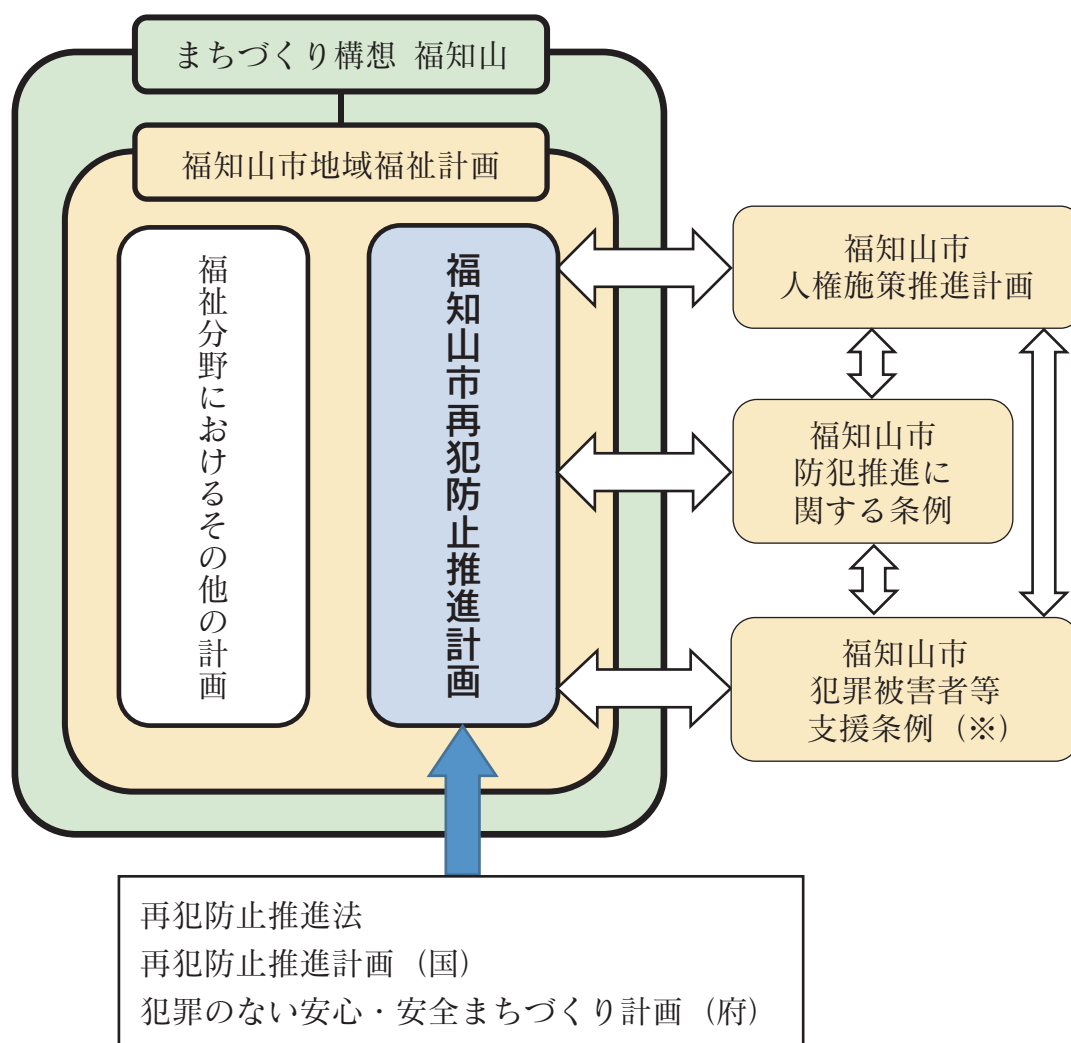 まちづくり構想 福知山
福知山市地域福祉計画
福祉分野におけるその他の計画
福知山市再犯防止推進計画
福知山市
人権施策推進計画
福知山市
防犯推進に
関する条例
福知山市
犯罪被害者等
支援条例（※）
再犯防止推進法
再犯防止推進計画（国）
犯罪のない安心・安全まちづくり計画（府）